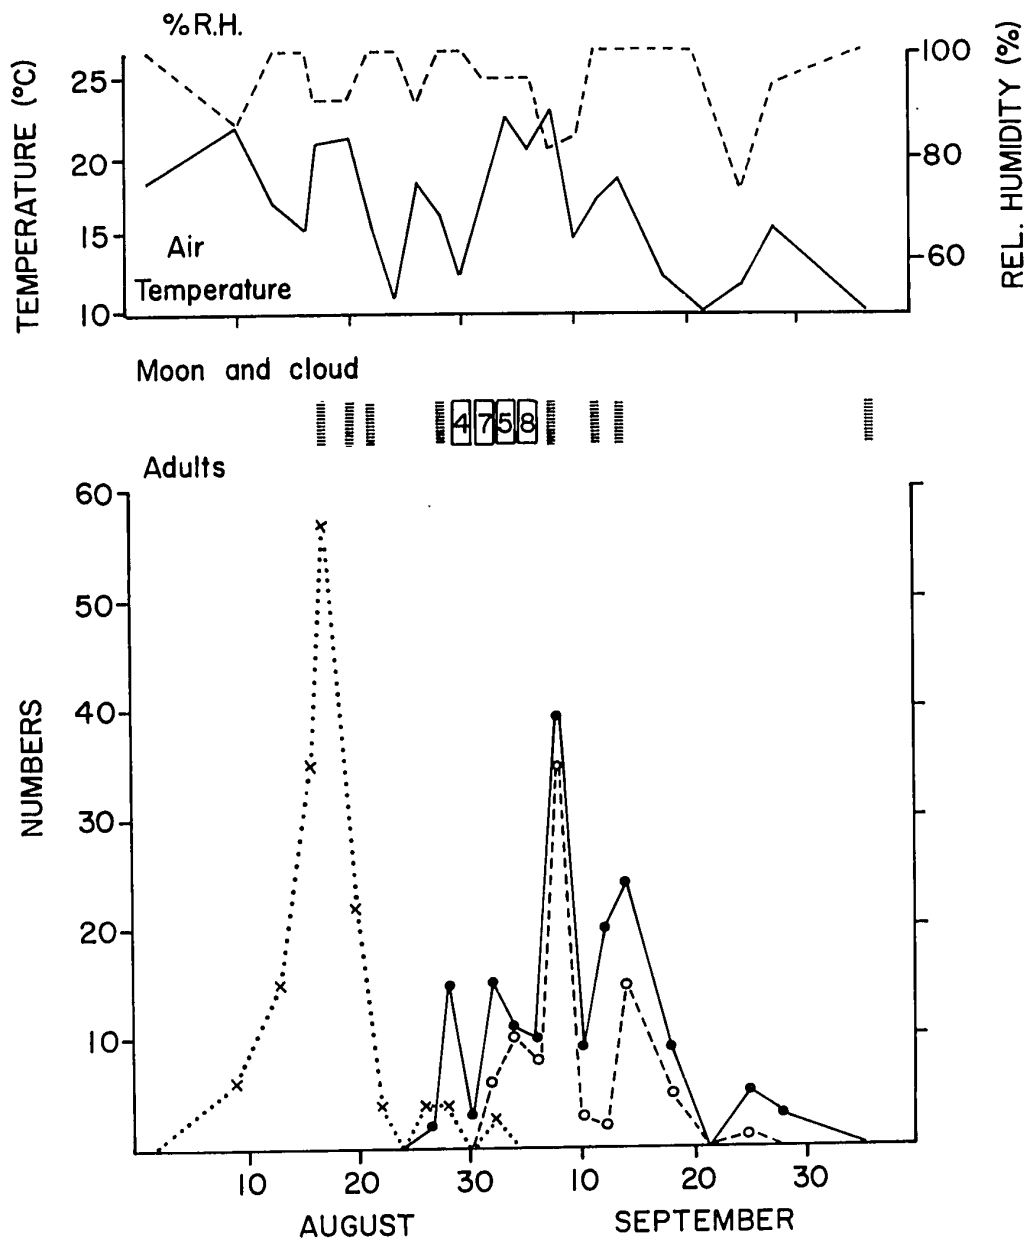 %R.H.
TEMPERATURE (°C)
25
20
15
10
100
80
60
REL. HUMIDITY (%)
Air
Temperature
Moon and cloud
4 7 5 8
Adults
NUMBERS
60
50
40
30
20
10
10 20 30 10 20 30
AUGUST SEPTEMBER